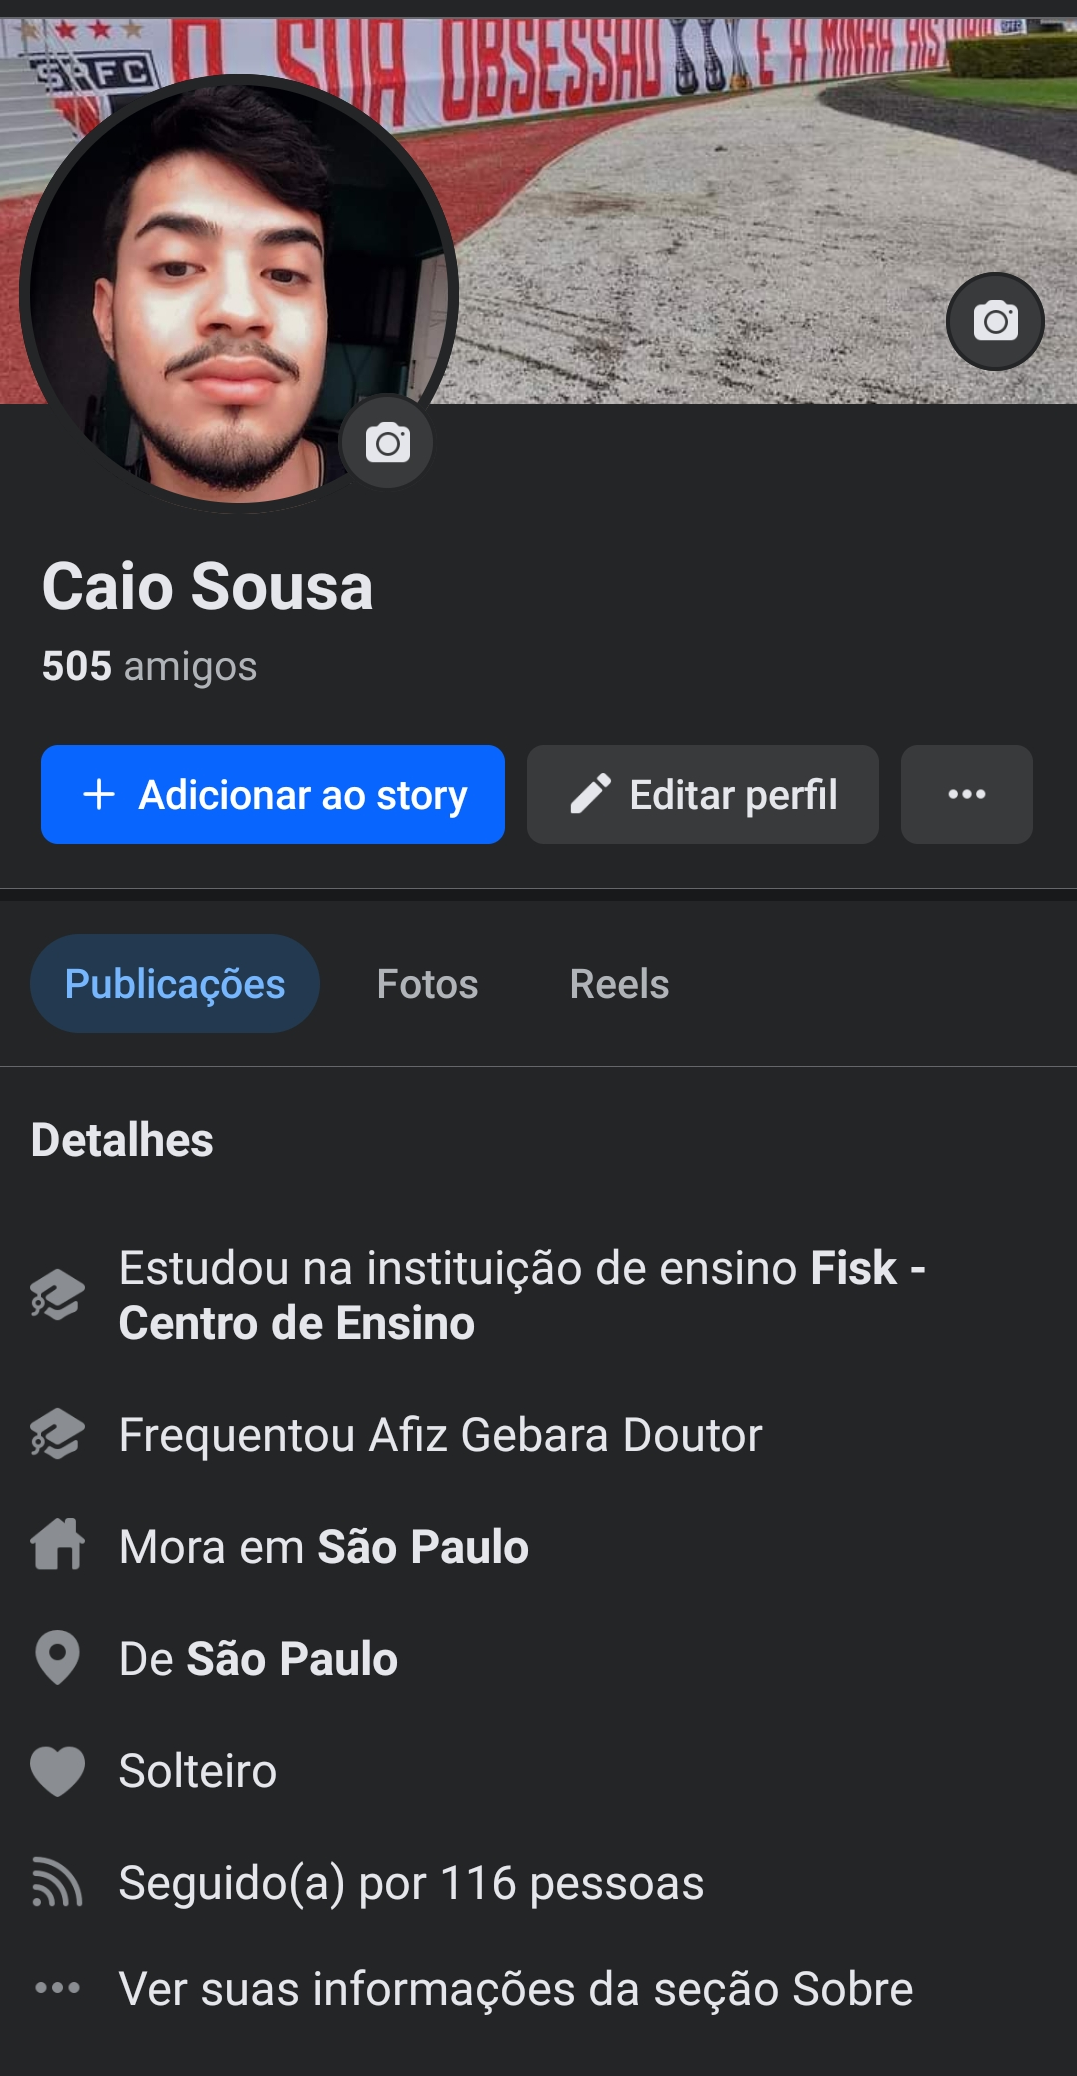 SPFC
A SUA OBSESSÃO É A MINHA HISTÓRIA
Caio Sousa
505 amigos
+ Adicionar ao story
Editar perfil
Publicações
Fotos
Reels
Detalhes
Estudou na instituição de ensino Fisk -
Centro de Ensino
Frequentou Afiz Gebara Doutor
Mora em São Paulo
De São Paulo
Solteiro
Seguido(a) por 116 pessoas
Ver suas informações da seção Sobre